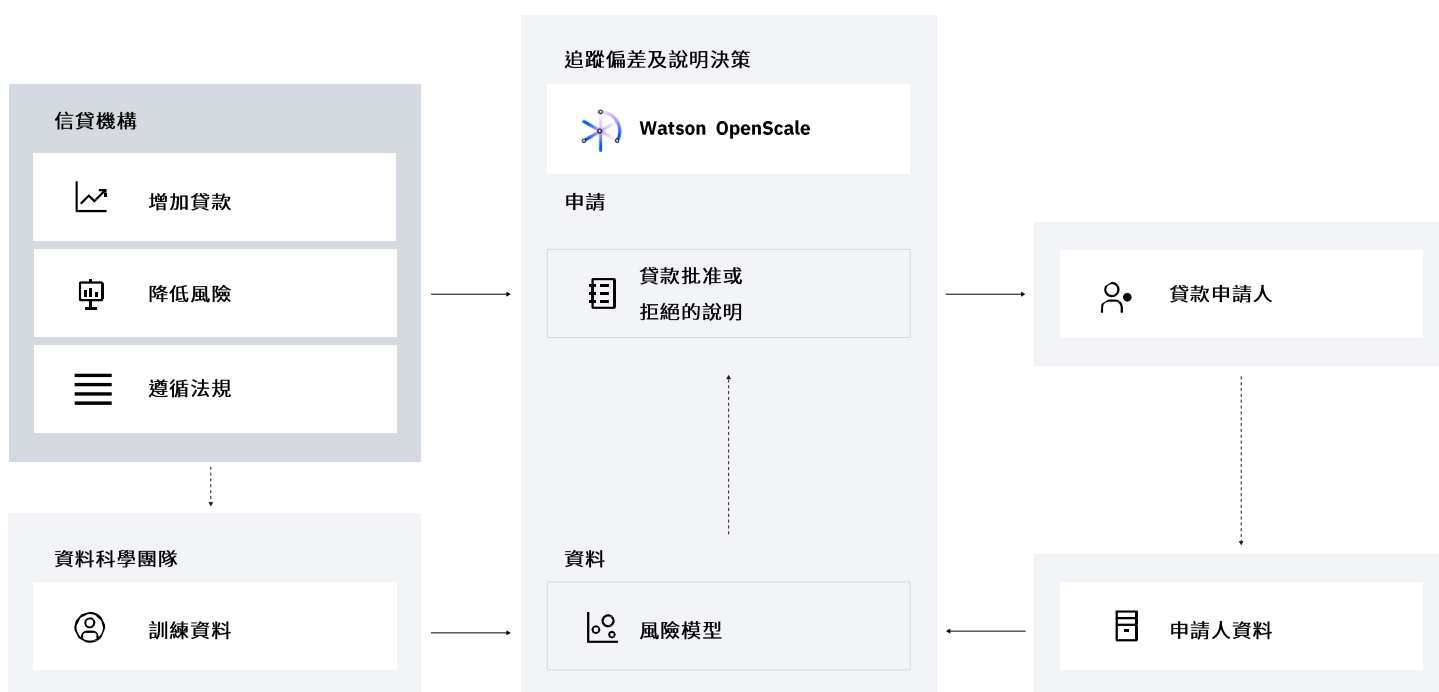 信貸機構
增加貸款
降低風險
遵循法規
資料科學團隊
訓練資料
追蹤偏差及說明決策
Watson OpenScale
申請
貸款批准或
拒絕的說明
資料
風險模型
貸款申請人
申請人資料